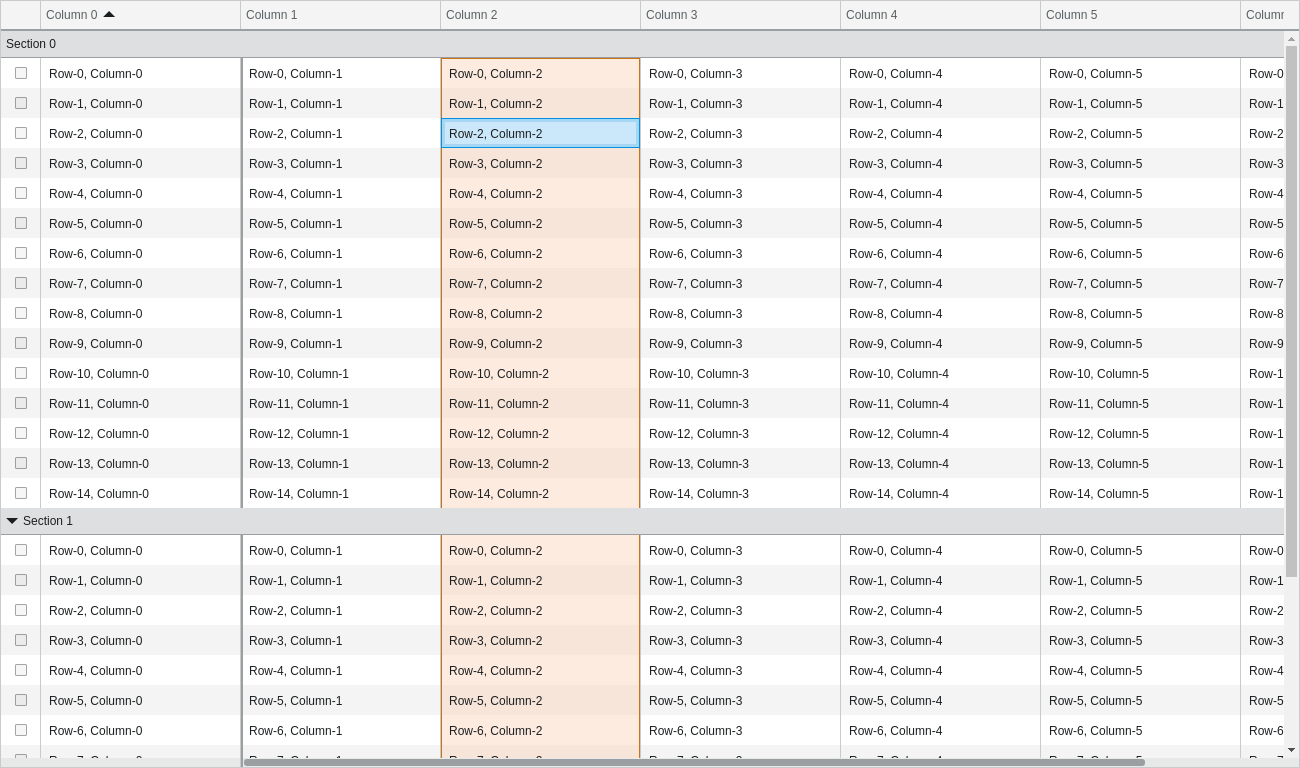 Column 0 Column 1 Column 2 Column 3 Column 4 Column 5
Section 0
Row-0, Column-0 Row-0, Column-1 Row-0, Column-2 Row-0, Column-3 Row-0, Column-4 Row-0, Column-5 Row-0
Row-1, Column-0 Row-1, Column-1 Row-1, Column-2 Row-1, Column-3 Row-1, Column-4 Row-1, Column-5 Row-1
Row-2, Column-0 Row-2, Column-1 Row-2, Column-2 Row-2, Column-3 Row-2, Column-4 Row-2, Column-5 Row-2
Row-3, Column-0 Row-3, Column-1 Row-3, Column-2 Row-3, Column-3 Row-3, Column-4 Row-3, Column-5 Row-3
Row-4, Column-0 Row-4, Column-1 Row-4, Column-2 Row-4, Column-3 Row-4, Column-4 Row-4, Column-5 Row-4
Row-5, Column-0 Row-5, Column-1 Row-5, Column-2 Row-5, Column-3 Row-5, Column-4 Row-5, Column-5 Row-5
Row-6, Column-0 Row-6, Column-1 Row-6, Column-2 Row-6, Column-3 Row-6, Column-4 Row-6, Column-5 Row-6
Row-7, Column-0 Row-7, Column-1 Row-7, Column-2 Row-7, Column-3 Row-7, Column-4 Row-7, Column-5 Row-7
Row-8, Column-0 Row-8, Column-1 Row-8, Column-2 Row-8, Column-3 Row-8, Column-4 Row-8, Column-5 Row-8
Row-9, Column-0 Row-9, Column-1 Row-9, Column-2 Row-9, Column-3 Row-9, Column-4 Row-9, Column-5 Row-9
Row-10, Column-0 Row-10, Column-1 Row-10, Column-2 Row-10, Column-3 Row-10, Column-4 Row-10, Column-5 Row-1
Row-11, Column-0 Row-11, Column-1 Row-11, Column-2 Row-11, Column-3 Row-11, Column-4 Row-11, Column-5 Row-1
Row-12, Column-0 Row-12, Column-1 Row-12, Column-2 Row-12, Column-3 Row-12, Column-4 Row-12, Column-5 Row-1
Row-13, Column-0 Row-13, Column-1 Row-13, Column-2 Row-13, Column-3 Row-13, Column-4 Row-13, Column-5 Row-1
Row-14, Column-0 Row-14, Column-1 Row-14, Column-2 Row-14, Column-3 Row-14, Column-4 Row-14, Column-5 Row-1
Section 1
Row-0, Column-0 Row-0, Column-1 Row-0, Column-2 Row-0, Column-3 Row-0, Column-4 Row-0, Column-5 Row-0
Row-1, Column-0 Row-1, Column-1 Row-1, Column-2 Row-1, Column-3 Row-1, Column-4 Row-1, Column-5 Row-1
Row-2, Column-0 Row-2, Column-1 Row-2, Column-2 Row-2, Column-3 Row-2, Column-4 Row-2, Column-5 Row-2
Row-3, Column-0 Row-3, Column-1 Row-3, Column-2 Row-3, Column-3 Row-3, Column-4 Row-3, Column-5 Row-3
Row-4, Column-0 Row-4, Column-1 Row-4, Column-2 Row-4, Column-3 Row-4, Column-4 Row-4, Column-5 Row-4
Row-5, Column-0 Row-5, Column-1 Row-5, Column-2 Row-5, Column-3 Row-5, Column-4 Row-5, Column-5 Row-5
Row-6, Column-0 Row-6, Column-1 Row-6, Column-2 Row-6, Column-3 Row-6, Column-4 Row-6, Column-5 Row-6